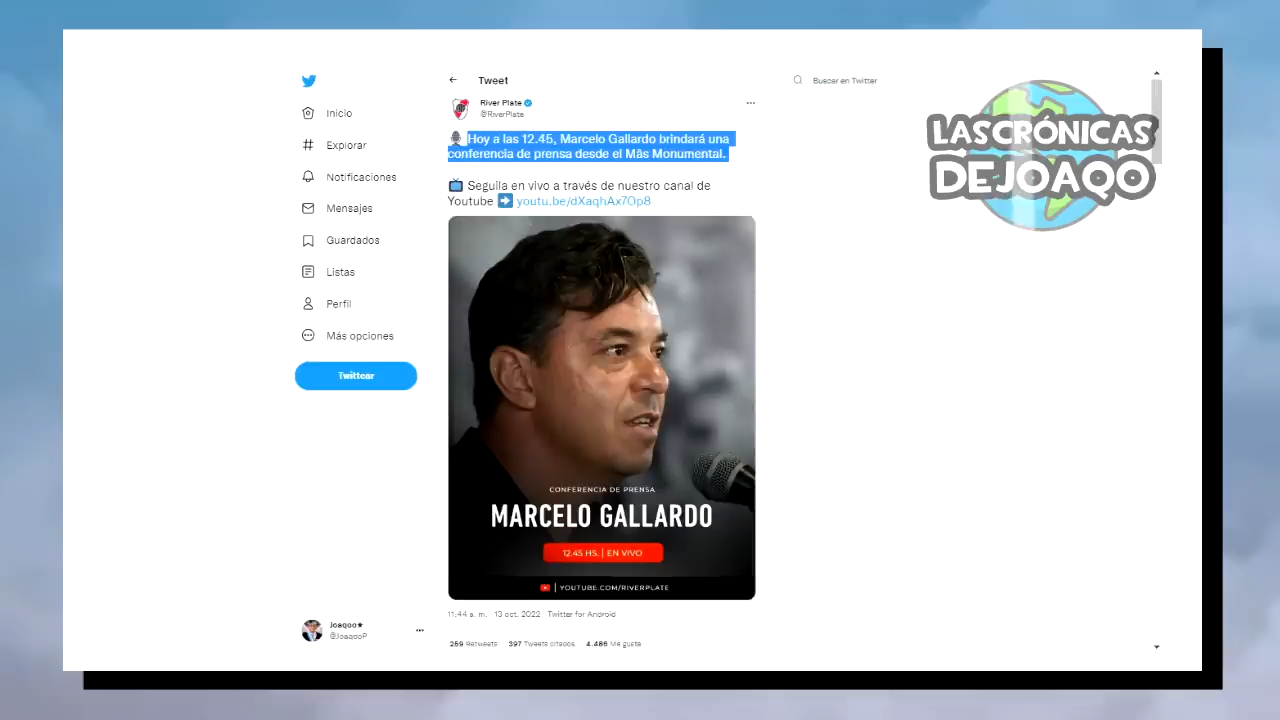 Tweet
Buscar en Twitter
River Plate
@RiverPlate
Hoy a las 12.45, Marcelo Gallardo brindará una
conferencia de prensa desde el Mâs Monumental.
Seguila en vivo a través de nuestro canal de
Youtube ➡ youtu.be/dXaqhAx7Op8
Inicio
Explorar
Notificaciones
Mensajes
Guardados
Listas
Perfil
Más opciones
Twittear
LAS CRÓNICAS
DE JOAQO
CONFERENCIA DE PRENSA
MARCELO GALLARDO
12.45 HS. | EN VIVO
YOUTUBE.COM/RIVERPLATE
11:44 a. m. 13 oct. 2022 Twitter for Android
259 Retweets 397 Tweets citados 4.486 Me gusta
Joaqoo★
@JoaqooP